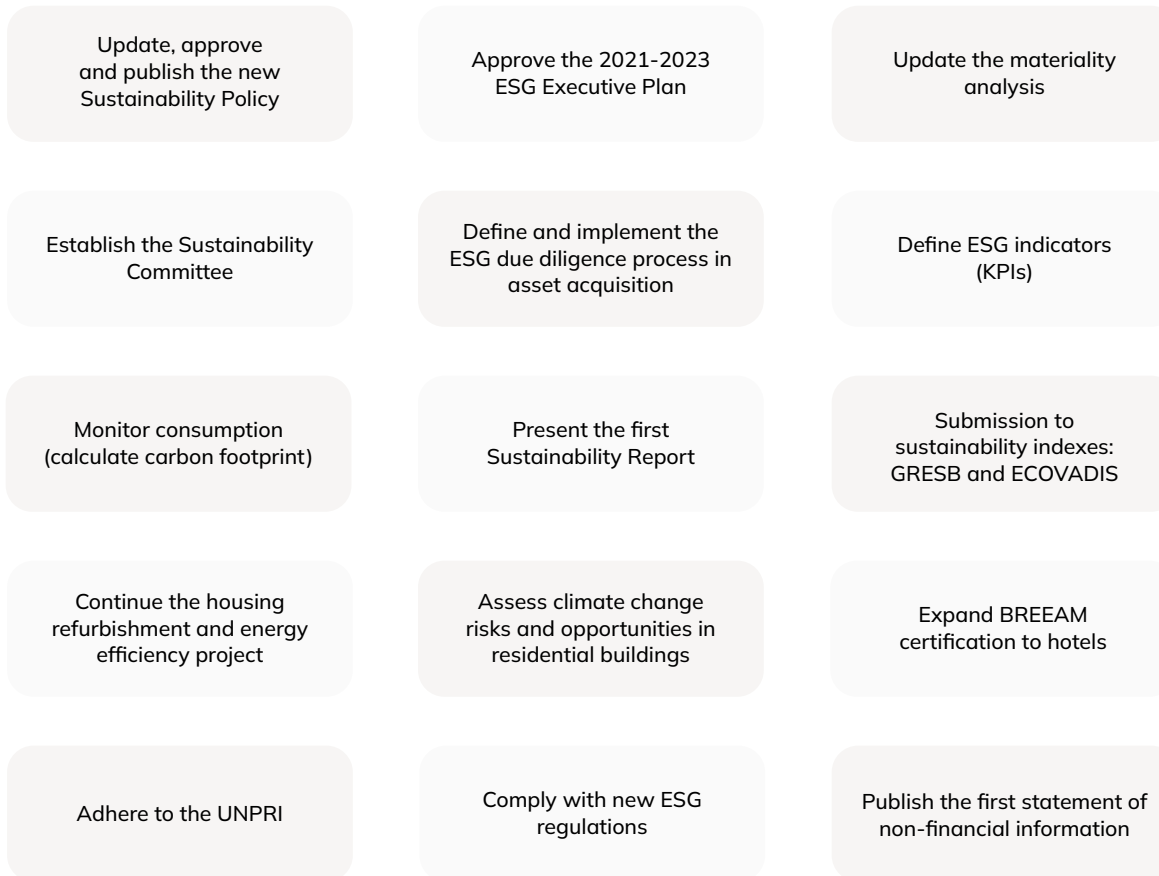 Update, approve
and publish the new
Sustainability Policy
Approve the 2021-2023
ESG Executive Plan
Update the materiality
analysis
Establish the Sustainability
Committee
Define and implement the
ESG due diligence process in
asset acquisition
Define ESG indicators
(KPIs)
Monitor consumption
(calculate carbon footprint)
Present the first
Sustainability Report
Submission to
sustainability indexes:
GRESB and ECOVADIS
Continue the housing
refurbishment and energy
efficiency project
Assess climate change
risks and opportunities in
residential buildings
Expand BREEAM
certification to hotels
Adhere to the UNPRI
Comply with new ESG
regulations
Publish the first statement of
non-financial information